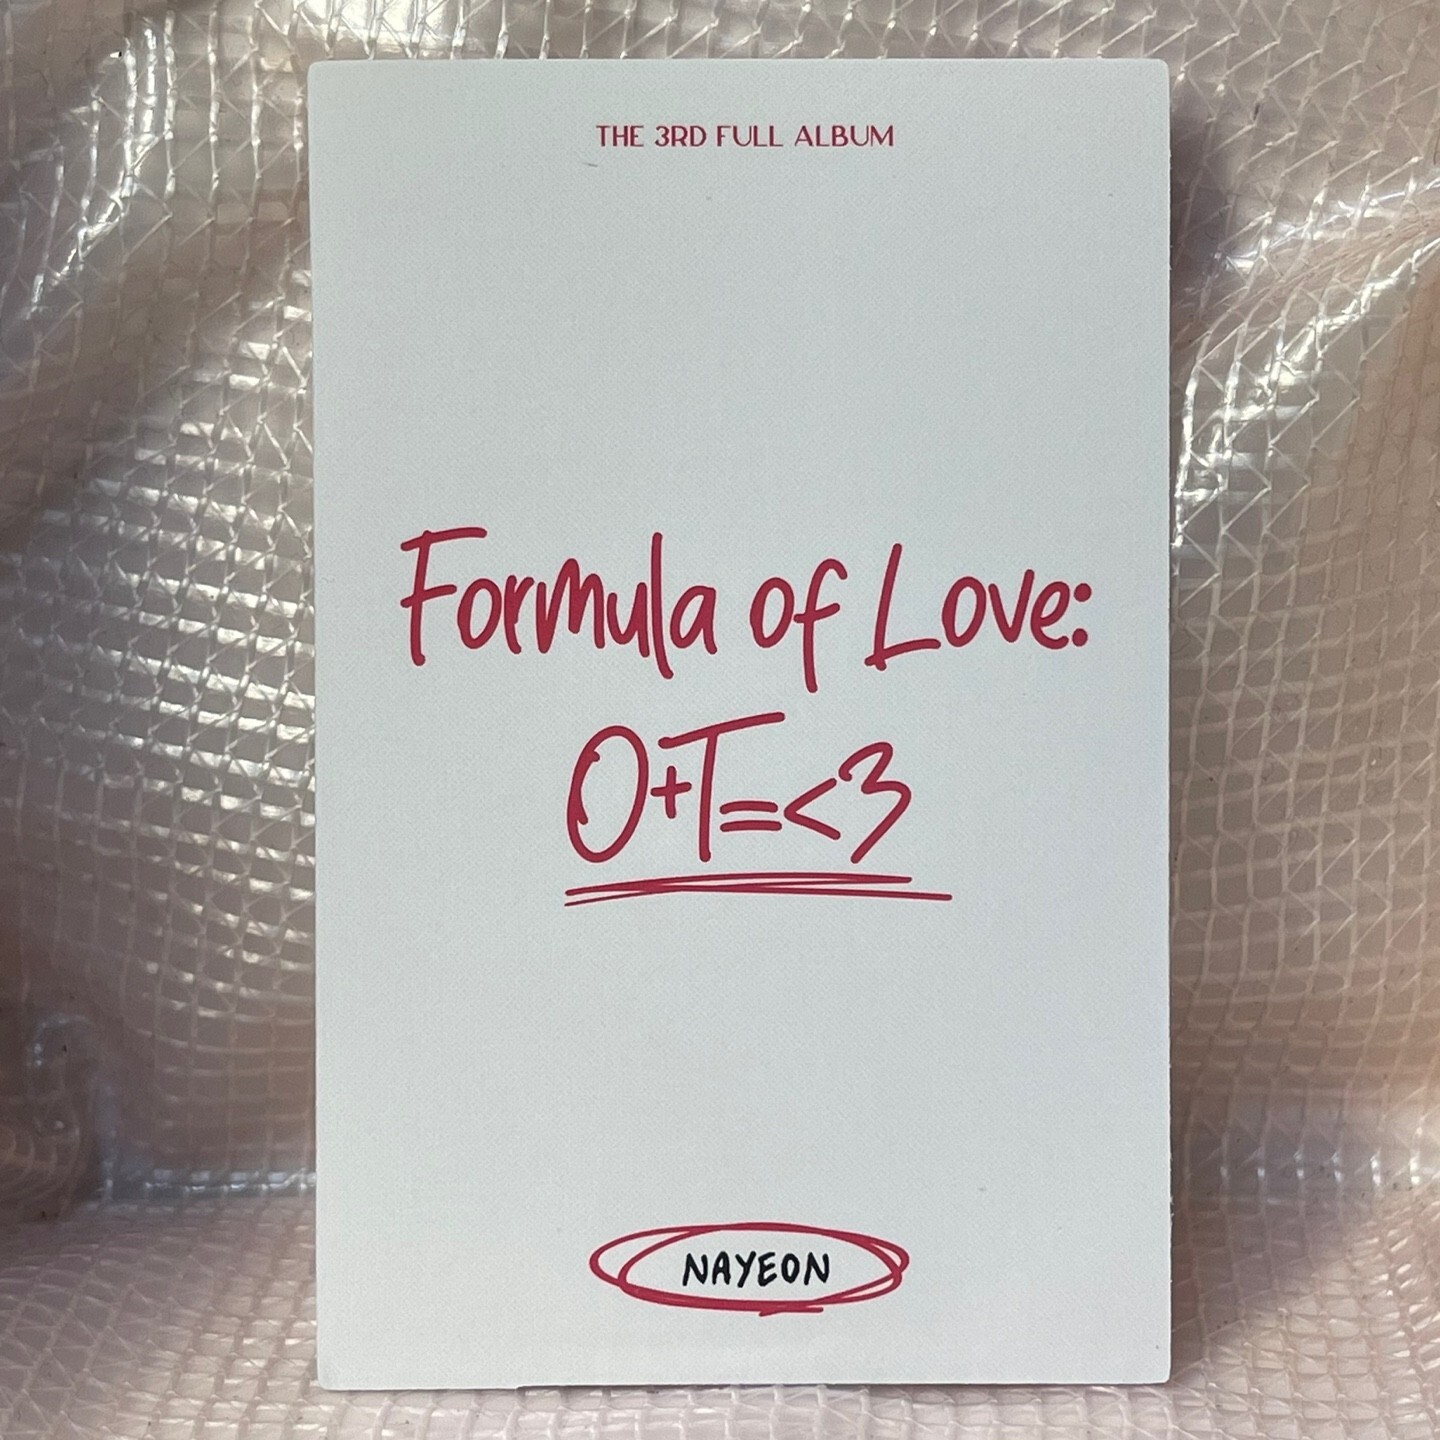 THE 3RD FULL ALBUM
Formula of Love:
O+T=<3
NAYEON